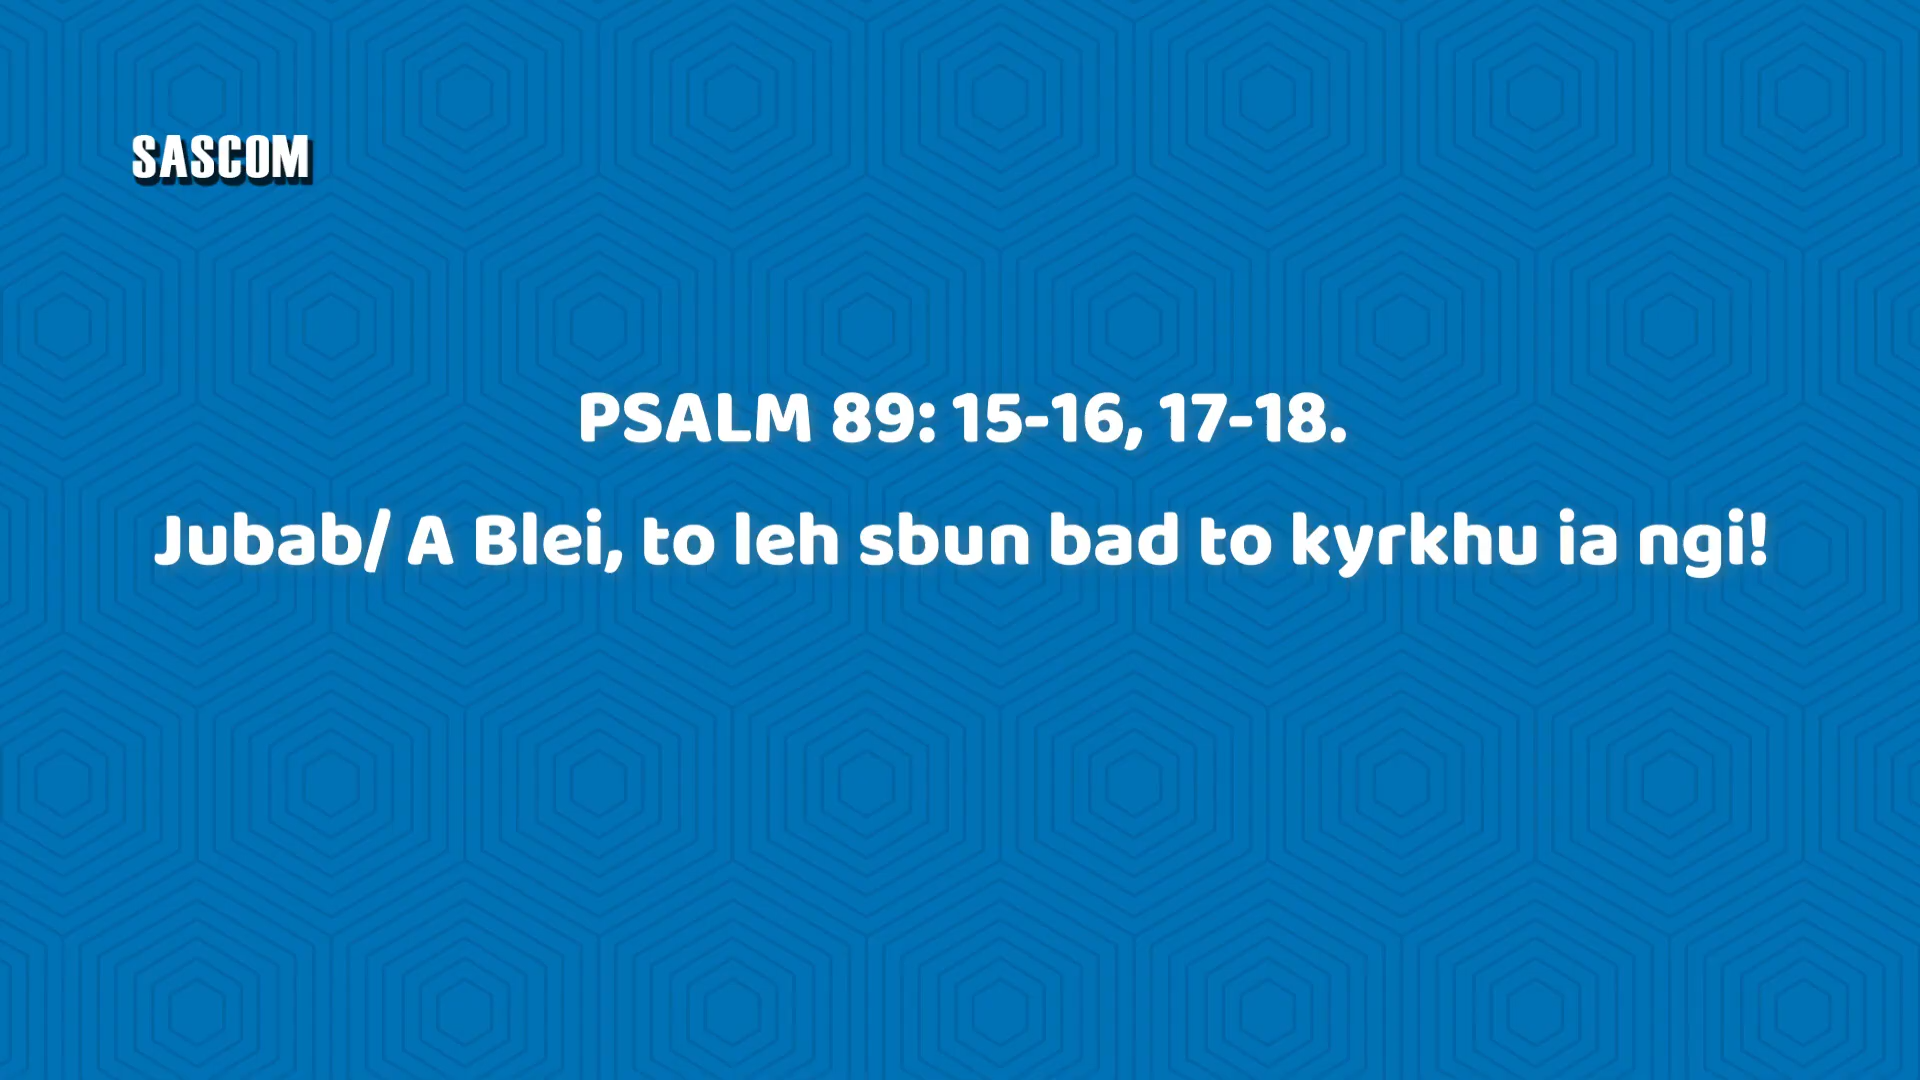 SASCOM
PSALM 89: 15-16, 17-18.
Jubab/ A Blei, to leh sbun bad to kyrkhu ia ngi!